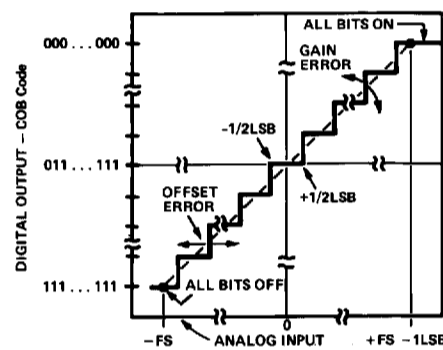 DIGITAL OUTPUT – COB Code
000...000
011...111
111...111
ALL BITS ON
GAIN
ERROR
–1/2LSB
+1/2LSB
OFFSET
ERROR
ALL BITS OFF
–FS
ANALOG INPUT
0
+FS –1LSB